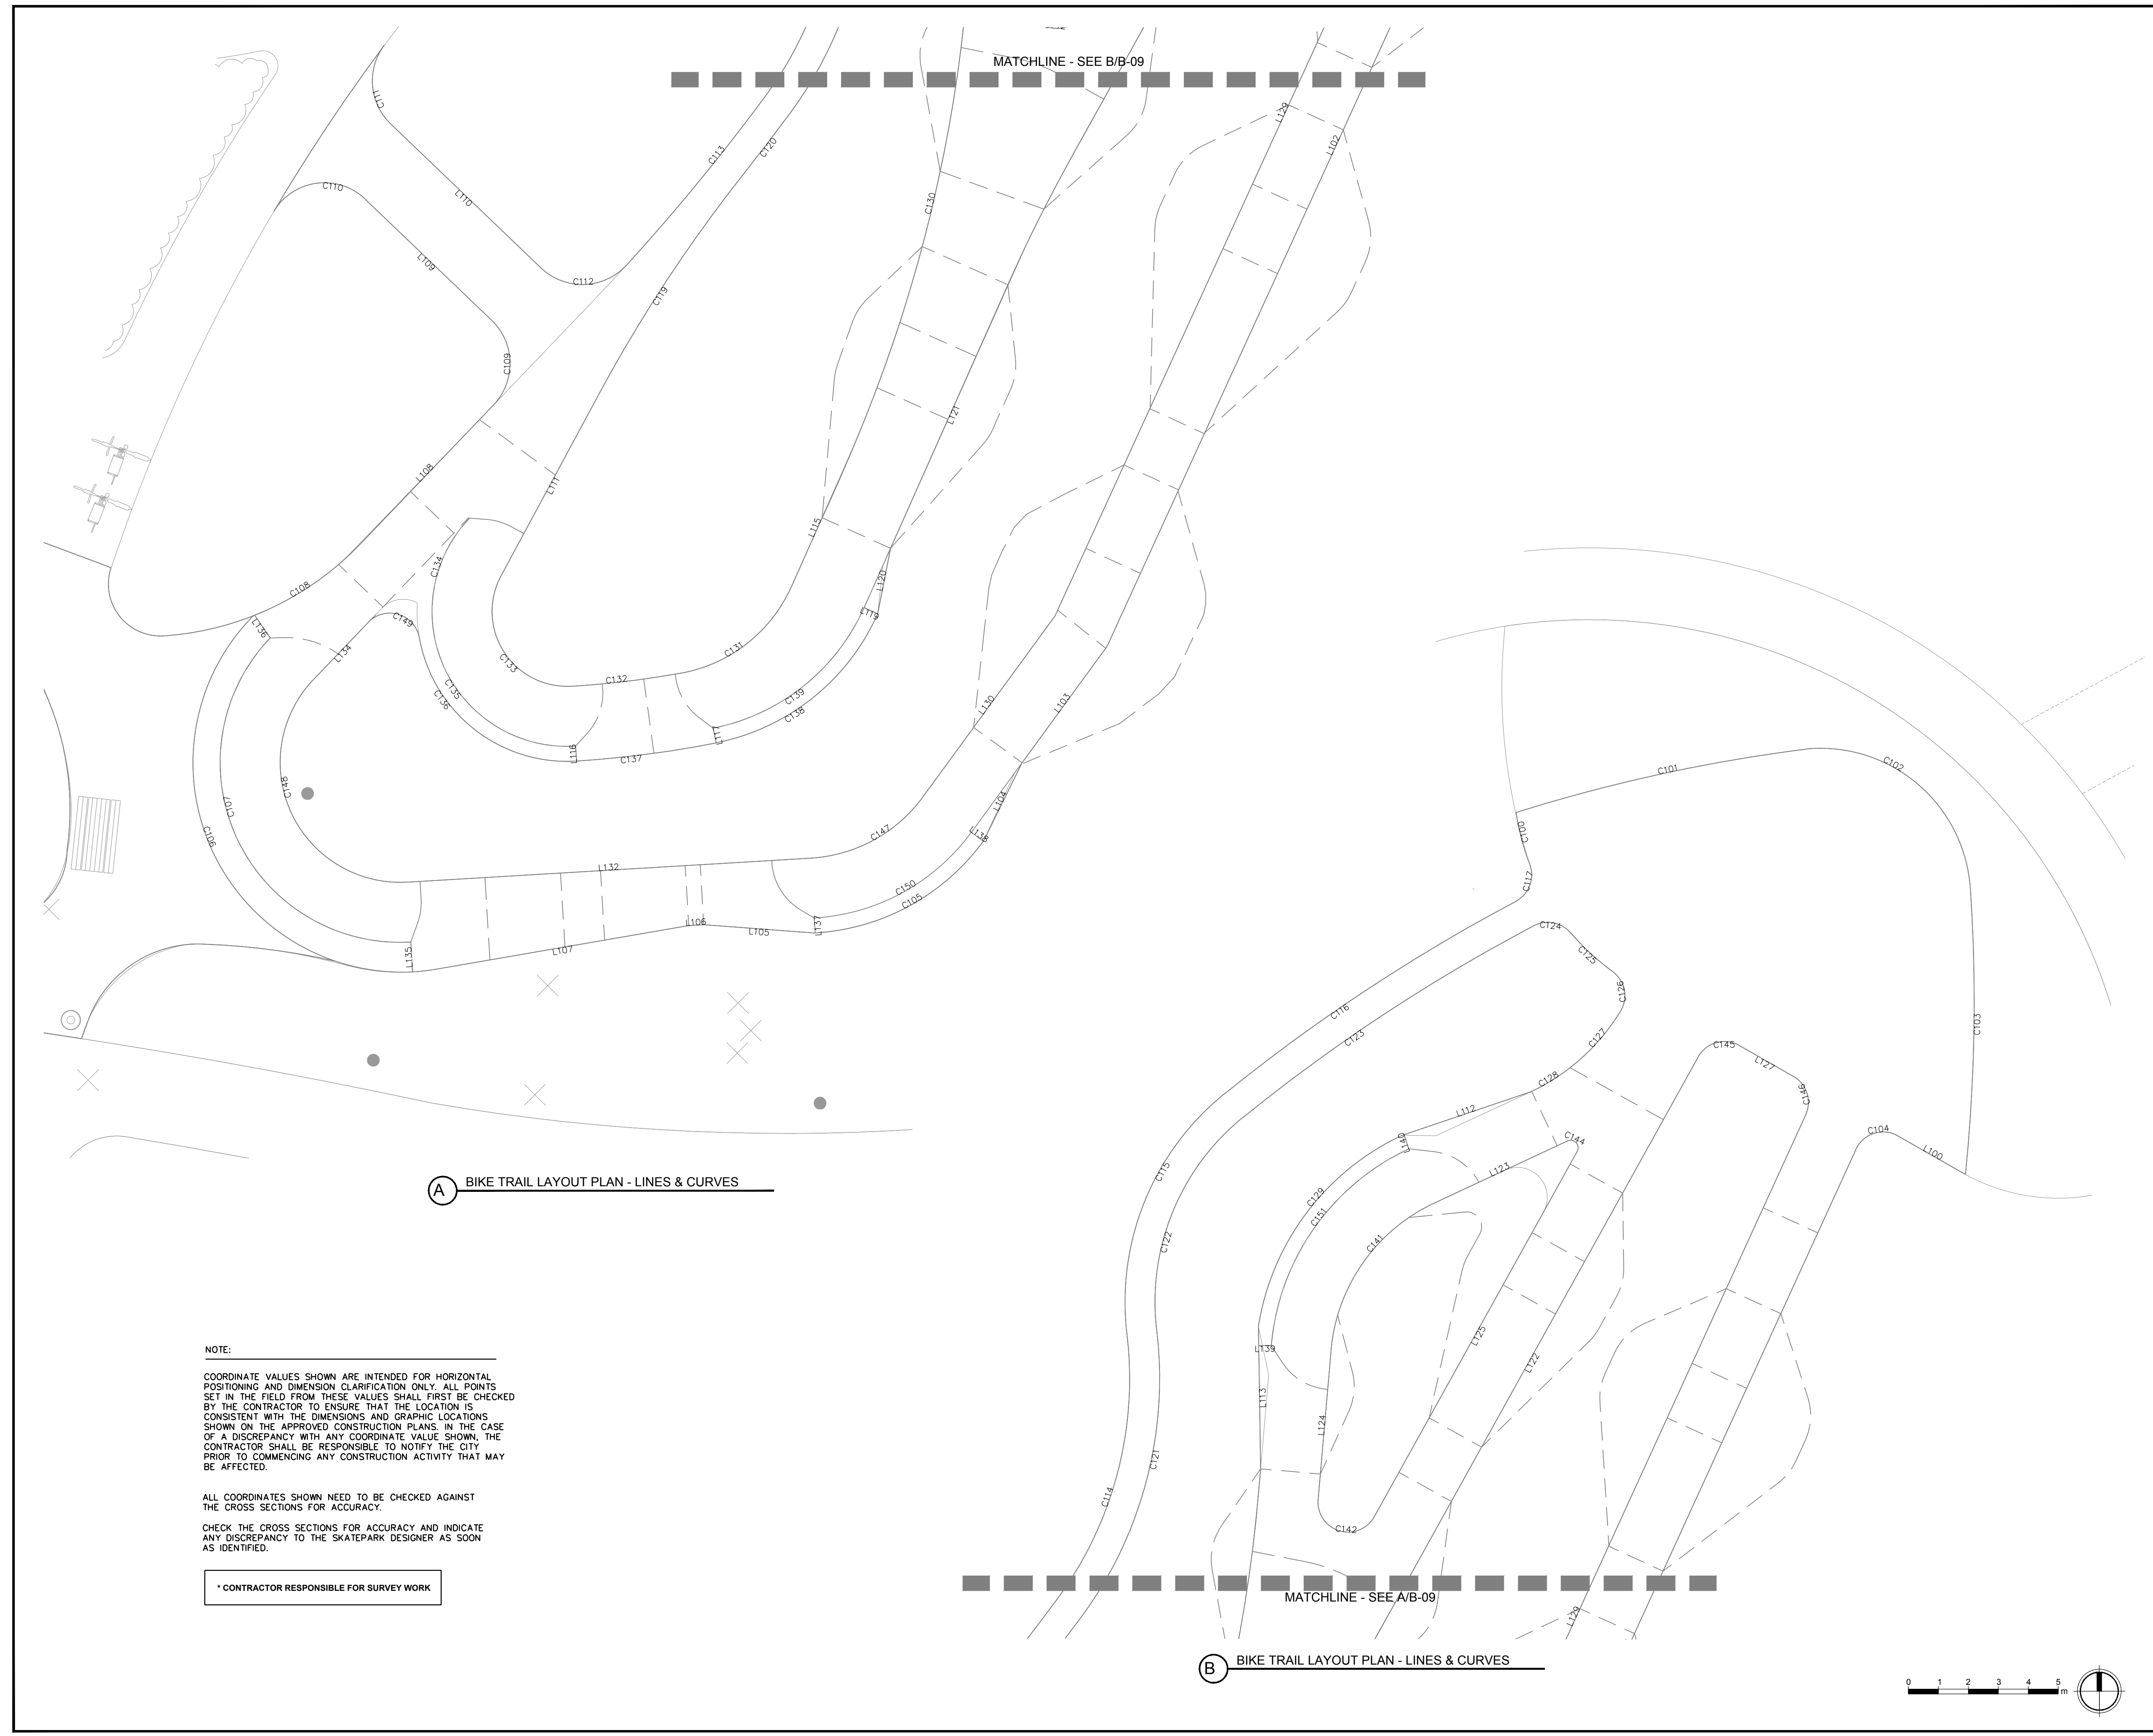 MATCHLINE - SEE B/B-09
C111
C113
C120
L129
L102
C110
L110
C130
L109
C112
C119
C109
L121
L108
L111
L115
C134
L120
C108
L119
L136
C149
L134
C133
C131
C132
C135
C136
C139
C138
L130
L103
L117
L116
C137
C148
C107
L104
C106
C147
L138
L132
C150
C105
L106
L137
L105
L107
L135
A
BIKE TRAIL LAYOUT PLAN - LINES & CURVES
C101
C102
C100
C117
C124
C125
C126
C116
C123
C127
C103
C145
L127
C128
C146
L112
C104
L140
C144
L100
C115
L123
C129
C151
C122
C141
L125
L139
L122
L113
L124
C121
C114
C142
MATCHLINE - SEE A/B-09
L129
B
BIKE TRAIL LAYOUT PLAN - LINES & CURVES
NOTE:
COORDINATE VALUES SHOWN ARE INTENDED FOR HORIZONTAL
POSITIONING AND DIMENSION CLARIFICATION ONLY. ALL POINTS
SET IN THE FIELD FROM THESE VALUES SHALL FIRST BE CHECKED
BY THE CONTRACTOR TO ENSURE THAT THE LOCATION IS
CONSISTENT WITH THE DIMENSIONS AND GRAPHIC LOCATIONS
SHOWN ON THE APPROVED CONSTRUCTION PLANS. IN THE CASE
OF A DISCREPANCY WITH ANY COORDINATE VALUE SHOWN, THE
CONTRACTOR SHALL BE RESPONSIBLE TO NOTIFY THE CITY
PRIOR TO COMMENCING ANY CONSTRUCTION ACTIVITY THAT MAY
BE AFFECTED.
ALL COORDINATES SHOWN NEED TO BE CHECKED AGAINST
THE CROSS SECTIONS FOR ACCURACY.
CHECK THE CROSS SECTIONS FOR ACCURACY AND INDICATE
ANY DISCREPANCY TO THE SKATEPARK DESIGNER AS SOON
AS IDENTIFIED.
* CONTRACTOR RESPONSIBLE FOR SURVEY WORK
0 1 2 3 4 5
m